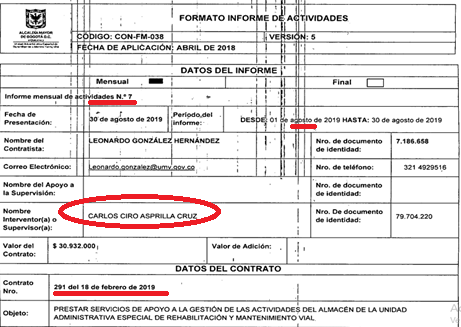 FORMATO INFORME DE ACTIVIDADES
ALCALDÍA MAYOR
DE BOGOTÁ D.C.
CÓDIGO: CON-FM-038 VERSIÓN: 5
FECHA DE APLICACIÓN: ABRIL DE 2018
DATOS DEL INFORME
Mensual Final
Informe mensual de actividades N.º 7
Fecha de Presentación: 30 de agosto de 2019 Periodo del informe: DESDE: 01 de agosto de 2019 HASTA: 30 de agosto de 2019
Nombre del Contratista: LEONARDO GONZÁLEZ HERNÁNDEZ Nro. de documento de identidad: 7.186.658
Correo Electrónico: Leonardo.gonzalez@umv.gov.co Nro. de teléfono: 321 4929516
Nombre del Apoyo a la Supervisión: Nro. de Documento de identidad:
Nombre Interventor(a) o Supervisor(a): CARLOS CIRO ASPRILLA CRUZ Nro. de documento de identidad: 79.704.220
Valor del Contrato: $ 30.932.000 Valor de Adición:
DATOS DEL CONTRATO
Contrato Nro. 291 del 18 de febrero de 2019
Objeto: PRESTAR SERVICIOS DE APOYO A LA GESTIÓN DE LAS ACTIVIDADES DEL ALMACÉN DE LA UNIDAD
ADMINISTRATIVA ESPECIAL DE REHABILITACIÓN Y MANTENIMIENTO VIAL